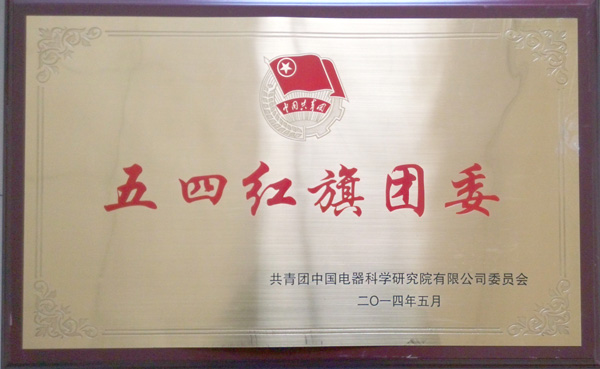 中国共青团
五四红旗团委
共青团中国电器科学研究院有限公司委员会
二〇一四年五月